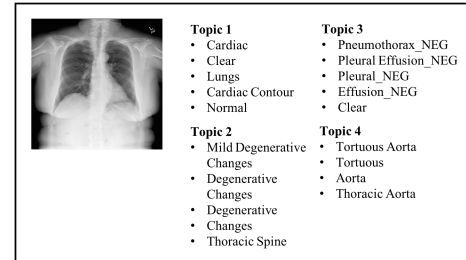 Topic 1
• Cardiac
• Clear
• Lungs
• Cardiac Contour
• Normal
Topic 2
• Mild Degenerative
Changes
• Degenerative
Changes
• Degenerative
• Changes
• Thoracic Spine
Topic 3
• Pneumothorax_NEG
• Pleural Effusion_NEG
• Pleural_NEG
• Effusion_NEG
• Clear
Topic 4
• Tortuous Aorta
• Tortuous
• Aorta
• Thoracic Aorta